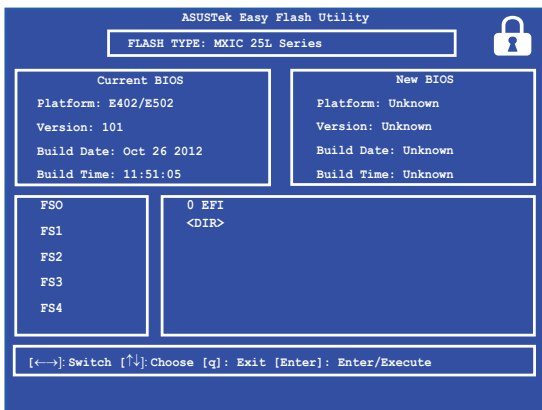 ASUSTek Easy Flash Utility
FLASH TYPE: MXIC 25L Series
Current BIOS
Platform: E402/E502
Version: 101
Build Date: Oct 26 2012
Build Time: 11:51:05
New BIOS
Platform: Unknown
Version: Unknown
Build Date: Unknown
Build Time: Unknown
FSO
FS1
FS2
FS3
FS4
0 EFI
<DIR>
[←→]: Switch [↑↓]: Choose [q]: Exit [Enter]: Enter/Execute